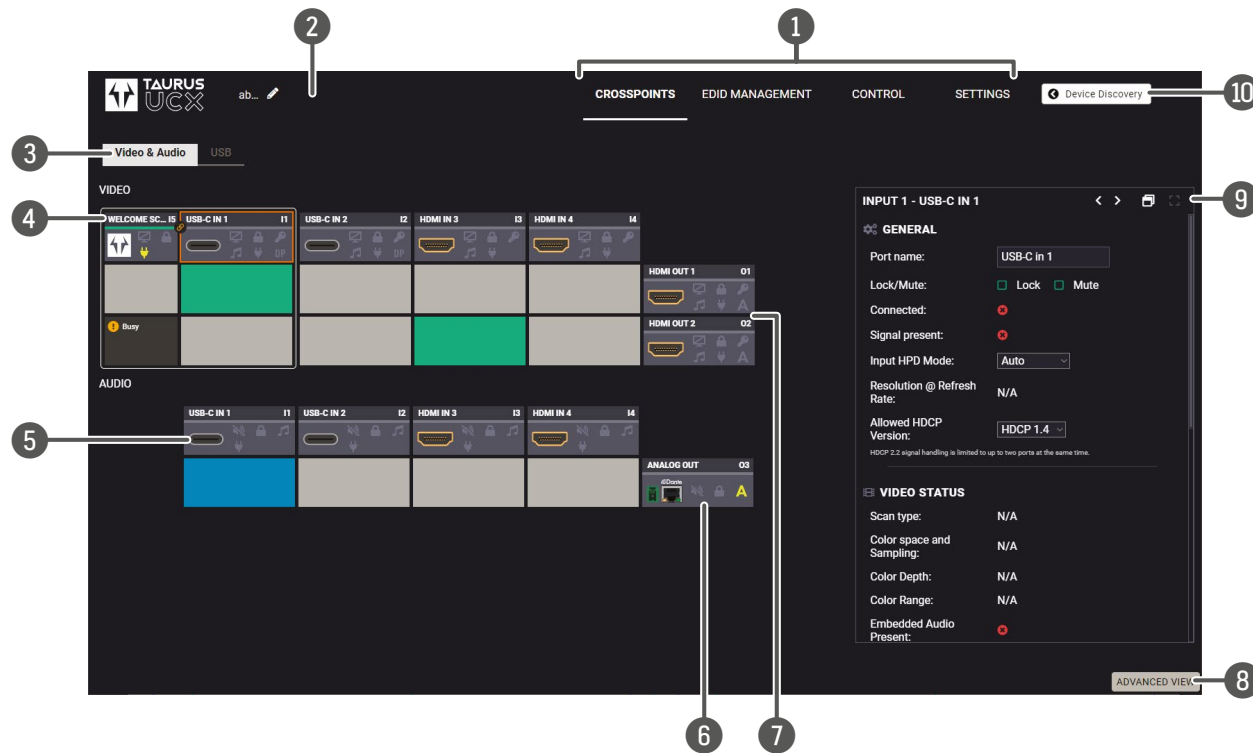 2
1
TAURUS
UCX
ab...
CROSSPOINTS
EDID MANAGEMENT
CONTROL
SETTINGS
Device Discovery
10
3
Video & Audio
USB
VIDEO
4
WELCOME SC... I5
USB-C IN 1 I1
USB-C IN 2 I2
HDMI IN 3 I3
HDMI IN 4 I4
DP
DP
HDMI OUT 1 O1
A
! Busy
HDMI OUT 2 O2
A
7
AUDIO
5
USB-C IN 1 I1
USB-C IN 2 I2
HDMI IN 3 I3
HDMI IN 4 I4
ANALOG OUT O3
Dante
A
6
9
INPUT 1 - USB-C IN 1
GENERAL
Port name: USB-C in 1
Lock/Mute: Lock Mute
Connected:
Signal present:
Input HPD Mode: Auto
Resolution @ Refresh
Rate: N/A
Allowed HDCP
Version: HDCP 1.4
HDCP 2.2 signal handling is limited to up to two ports at the same time.
VIDEO STATUS
Scan type: N/A
Color space and
Sampling: N/A
Color Depth: N/A
Color Range: N/A
Embedded Audio
Present:
ADVANCED VIEW
8